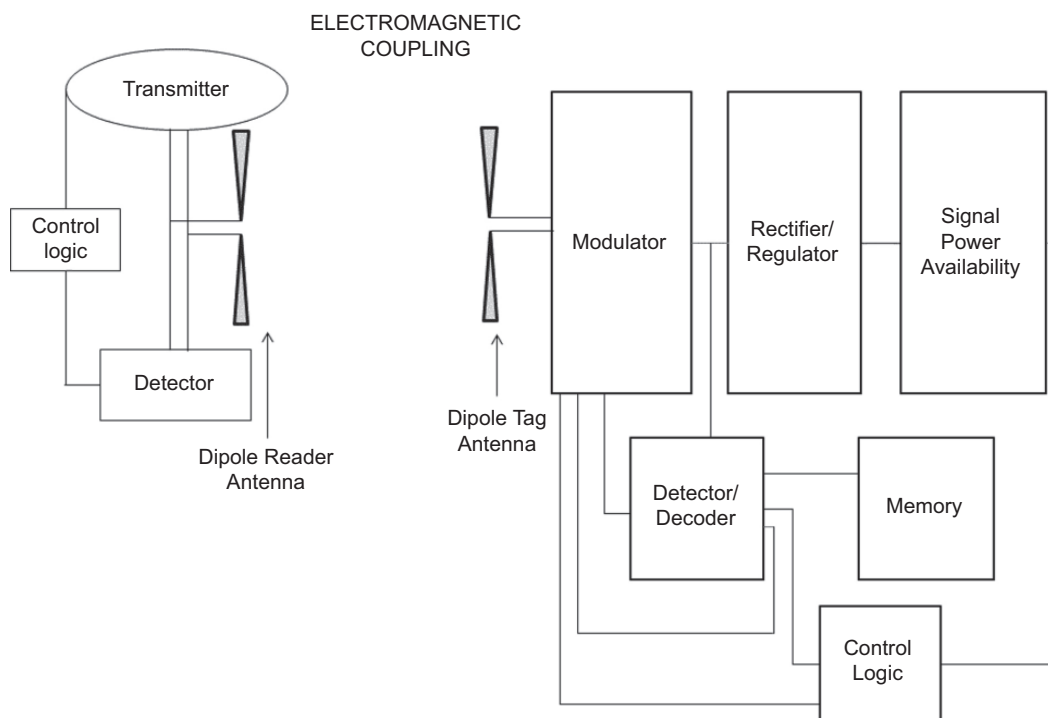 ELECTROMAGNETIC
COUPLING
Transmitter
Control
logic
Detector
Dipole Reader
Antenna
Dipole Tag
Antenna
Modulator
Rectifier/
Regulator
Signal
Power
Availability
Detector/
Decoder
Memory
Control
Logic